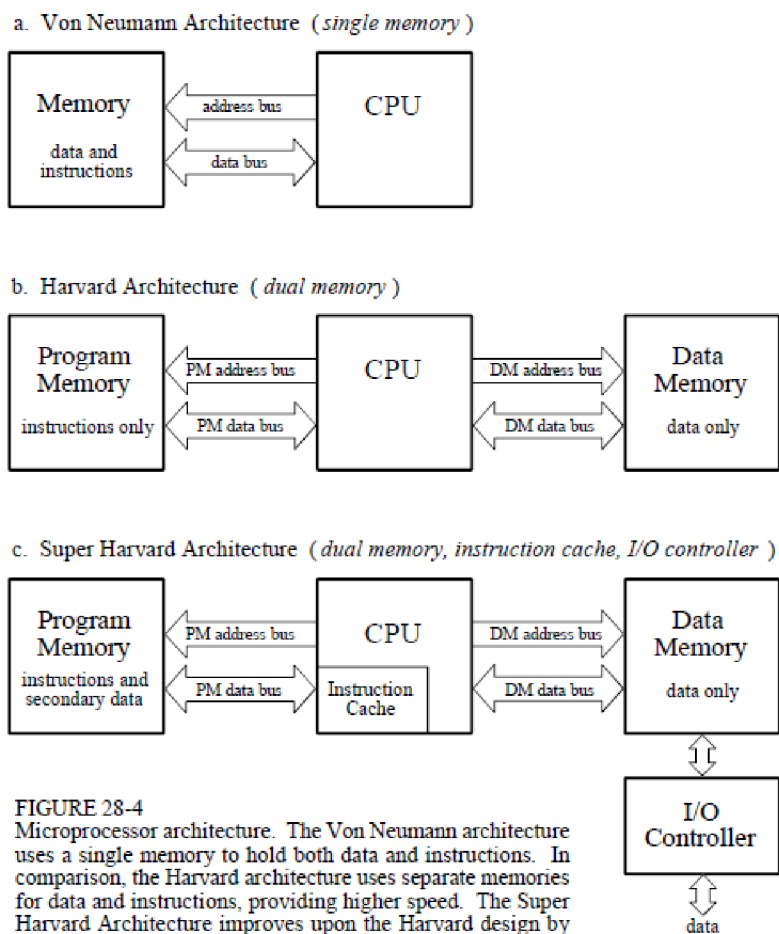 a. Von Neumann Architecture ( single memory )
Memory
data and
instructions
address bus
data bus
CPU
b. Harvard Architecture ( dual memory )
Program
Memory
instructions only
PM address bus
PM data bus
CPU
DM address bus
DM data bus
Data
Memory
data only
c. Super Harvard Architecture ( dual memory, instruction cache, I/O controller )
Program
Memory
instructions and
secondary data
PM address bus
PM data bus
CPU
Instruction
Cache
DM address bus
DM data bus
Data
Memory
data only
I/O
Controller
data
FIGURE 28-4
Microprocessor architecture. The Von Neumann architecture
uses a single memory to hold both data and instructions. In
comparison, the Harvard architecture uses separate memories
for data and instructions, providing higher speed. The Super
Harvard Architecture improves upon the Harvard design by